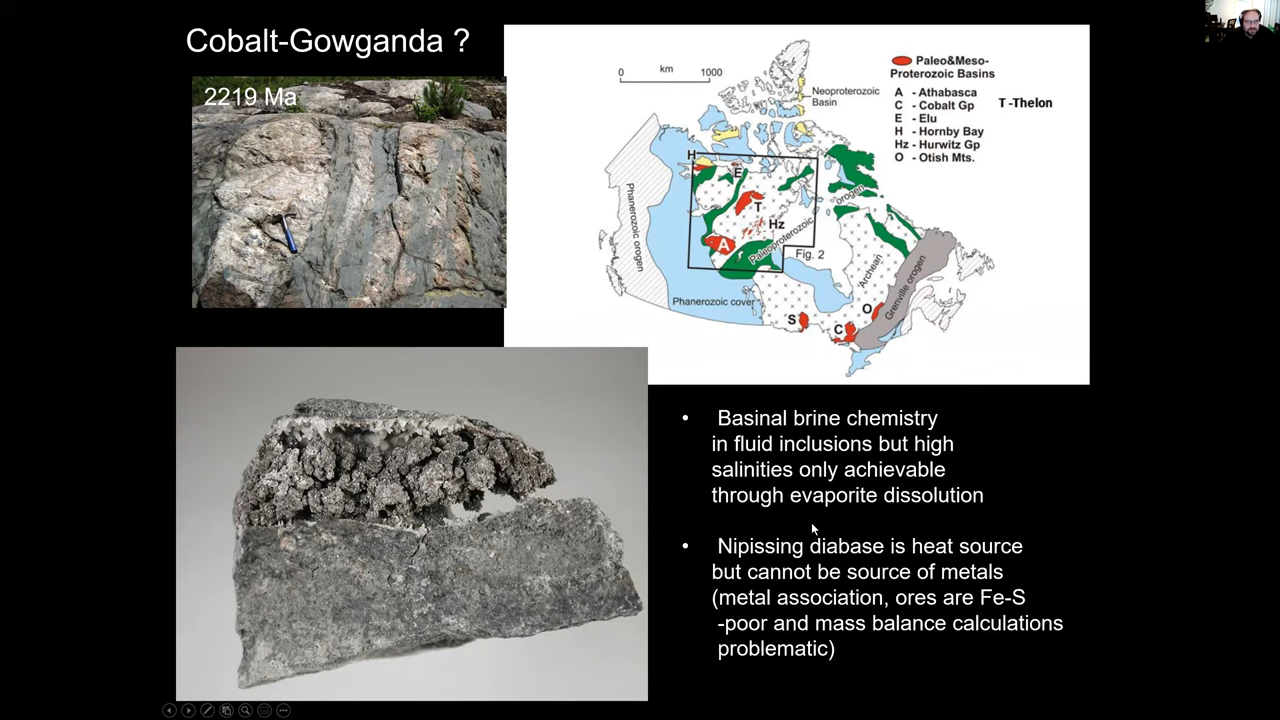 Cobalt-Gowganda ?
2219 Ma
0
km
1000
Neoproterozoic
Basin
Paleo&Meso-
Proterozoic Basins
A - Athabasca
C - Cobalt Gp
E - Elu
H - Hornby Bay
Hz - Hurwitz Gp
O - Otish Mts.
T -Thelon
H
E
T
Hz
A
Fig. 2
Phanerozoic orogen
Paleoproterozoic
orogen
Archean
Grenville orogen
Phanerozoic cover
S
C
O
• Basinal brine chemistry
in fluid inclusions but high
salinities only achievable
through evaporite dissolution
• Nipissing diabase is heat source
but cannot be source of metals
(metal association, ores are Fe-S
-poor and mass balance calculations
problematic)